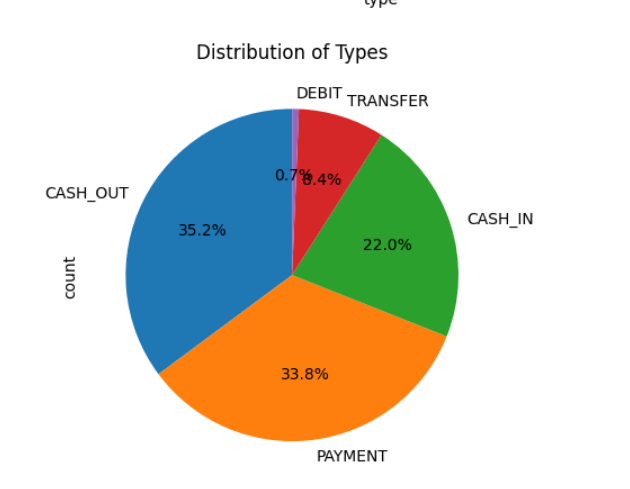 type
Distribution of Types
DEBIT
TRANSFER
CASH_OUT
0.7%
8.4%
CASH_IN
35.2%
22.0%
count
33.8%
PAYMENT